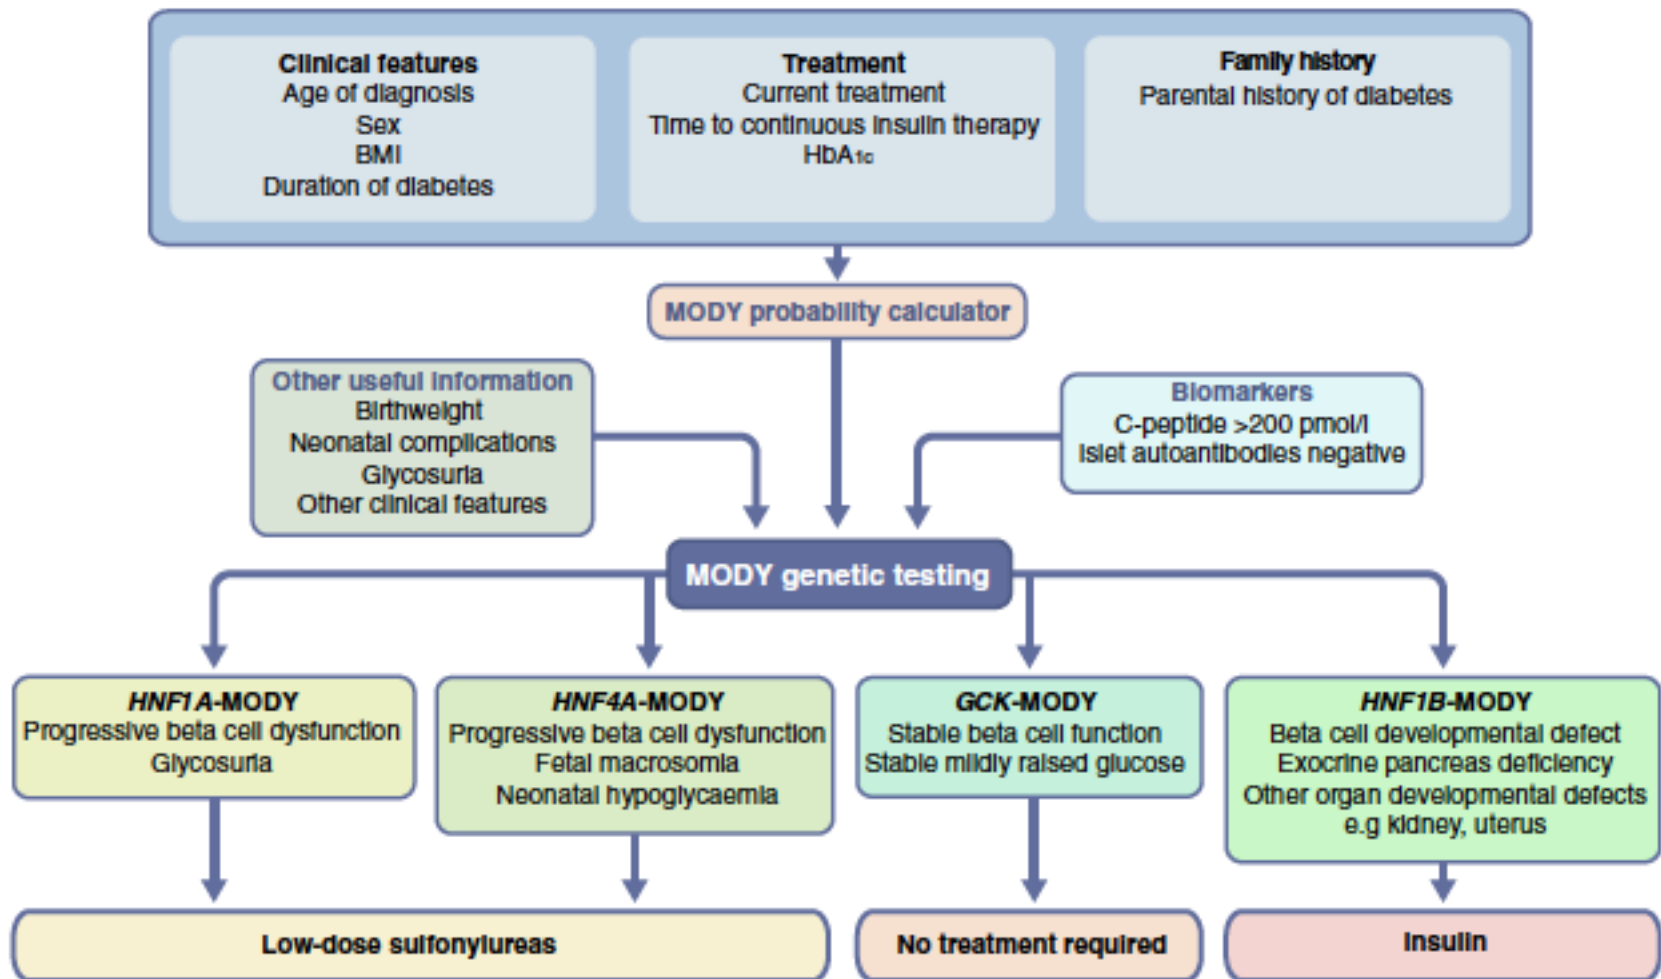 Clinical features
Age of diagnosis
Sex
BMI
Duration of diabetes
Treatment
Current treatment
Time to continuous insulin therapy
HbA1c
Family history
Parental history of diabetes
MODY probability calculator
Other useful information
Birthweight
Neonatal complications
Glycosuria
Other clinical features
Biomarkers
C-peptide >200 pmol/l
Islet autoantibodies negative
MODY genetic testing
HNF1A-MODY
Progressive beta cell dysfunction
Glycosuria
HNF4A-MODY
Progressive beta cell dysfunction
Fetal macrosomia
Neonatal hypoglycaemia
GCK-MODY
Stable beta cell function
Stable mildly raised glucose
HNF1B-MODY
Beta cell developmental defect
Exocrine pancreas deficiency
Other organ developmental defects
e.g kidney, uterus
Low-dose sulfonylureas
No treatment required
Insulin